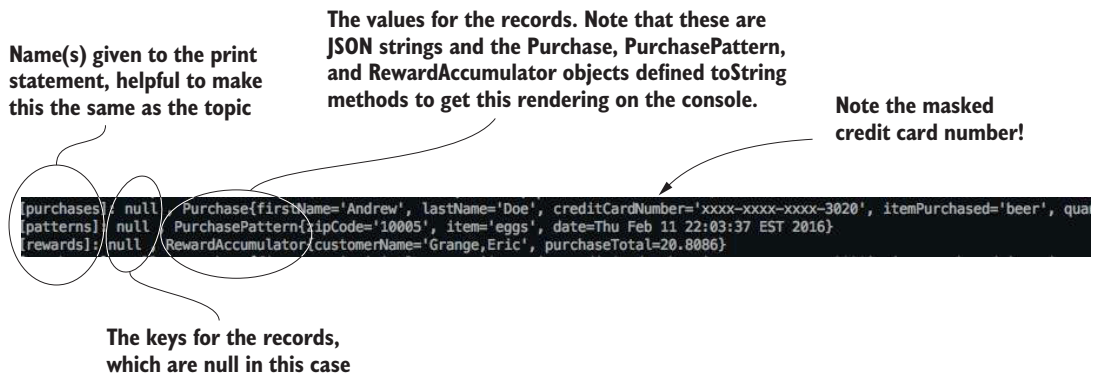 The values for the records. Note that these are
JSON strings and the Purchase, PurchasePattern,
and RewardAccumulator objects defined toString
methods to get this rendering on the console.
Name(s) given to the print
statement, helpful to make
this the same as the topic
Note the masked
credit card number!
[purchases]: null , Purchase{firstName='Andrew', lastName='Doe', creditCardNumber='xxxx-xxxx-xxxx-3020', itemPurchased='beer',
[patterns]: null , PurchasePattern{zipCode='10005', item='eggs', date=Thu Feb 11 22:03:37 EST 2016}
[rewards]: null , RewardAccumulator{customerName='Grange,Eric', purchaseTotal=20.8086}
The keys for the records,
which are null in this case